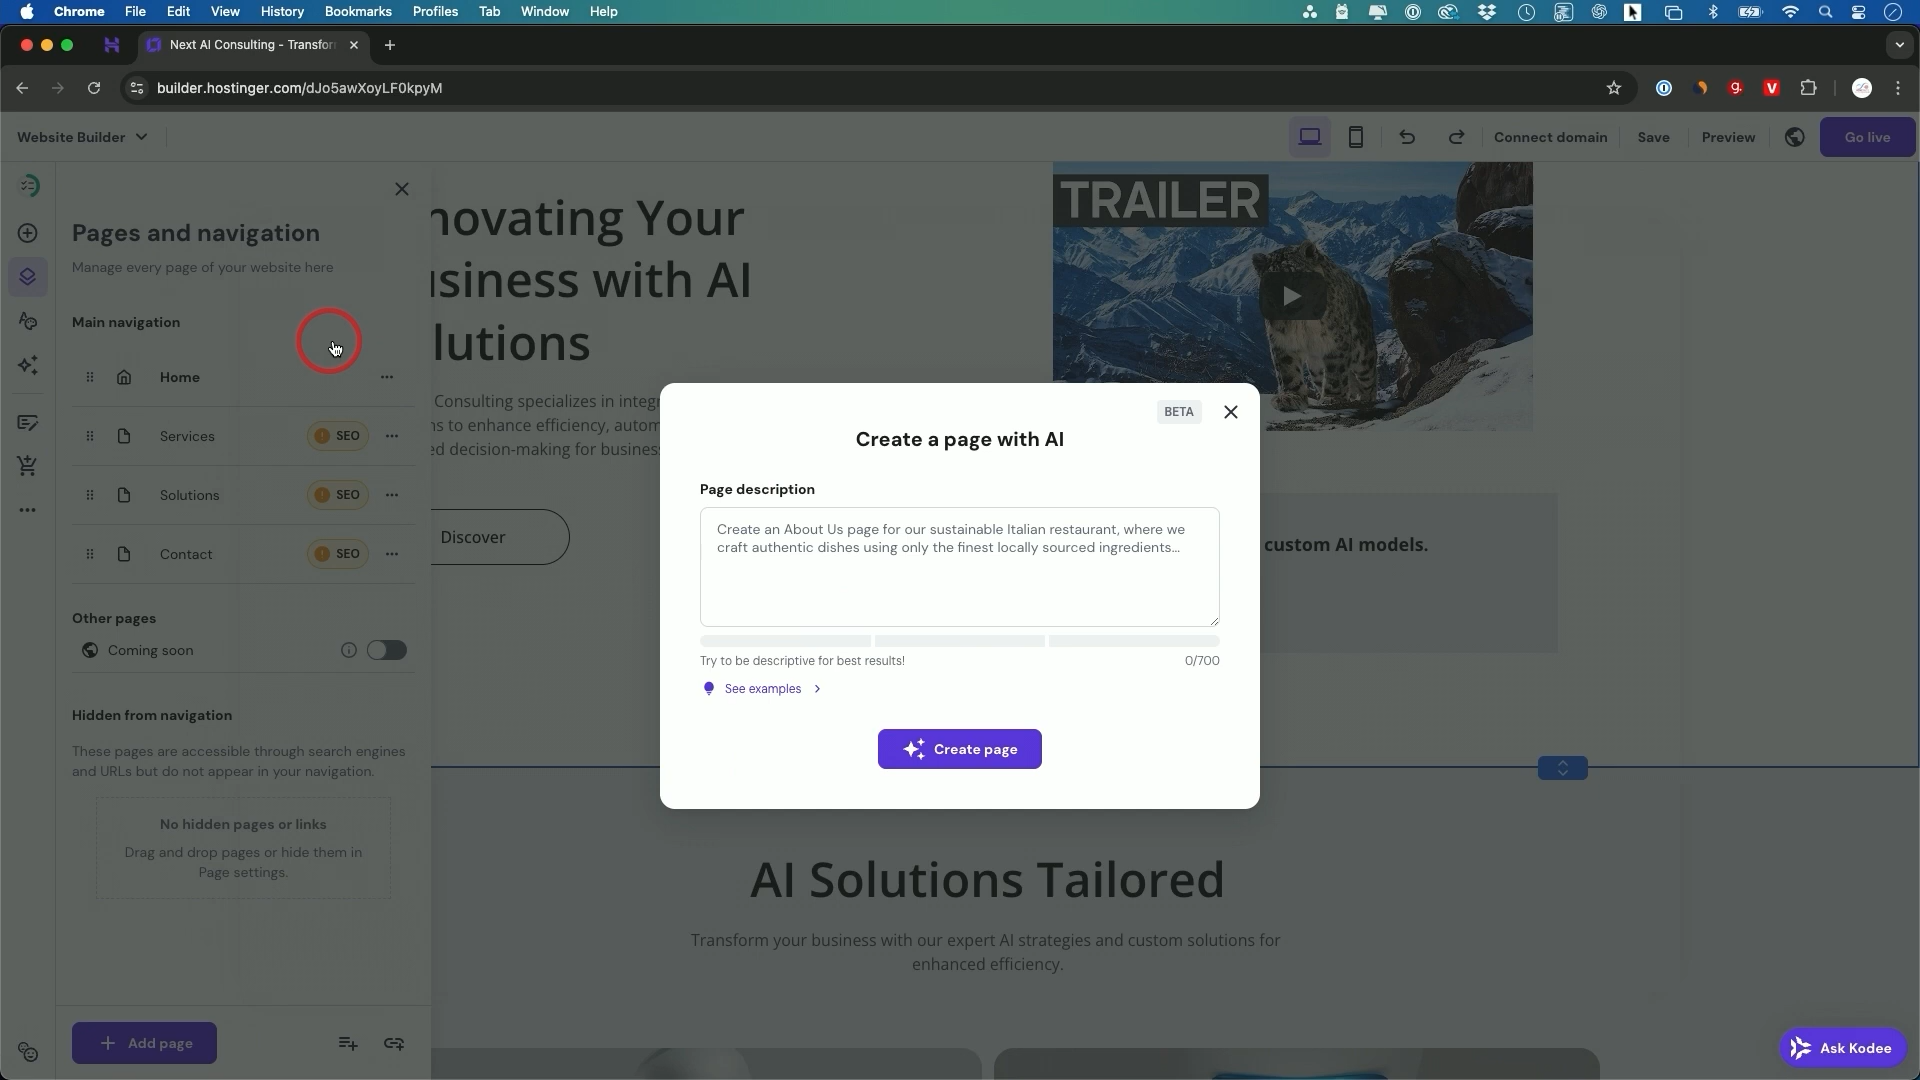 Chrome File Edit View History Bookmarks Profiles Tab Window Help
Next AI Consulting - Transfor
builder.hostinger.com/dJo5awXoyLF0kpyM
Website Builder
Connect domain Save Preview Go live
Pages and navigation
Manage every page of your website here
Main navigation
Home
Services SEO
Solutions SEO
Contact SEO
Other pages
Coming soon
Hidden from navigation
These pages are accessible through search engines
and URLs but do not appear in your navigation.
No hidden pages or links
Drag and drop pages or hide them in
Page settings.
Add page
novating Your
usiness with AI
lutions
Consulting specializes in integ
ns to enhance efficiency, autom
ed decision-making for busines
Discover
TRAILER
custom AI models.
BETA
Create a page with AI
Page description
Create an About Us page for our sustainable Italian restaurant, where we
craft authentic dishes using only the finest locally sourced ingredients...
Try to be descriptive for best results! 0/700
See examples
Create page
AI Solutions Tailored
Transform your business with our expert AI strategies and custom solutions for
enhanced efficiency.
Ask Kodee